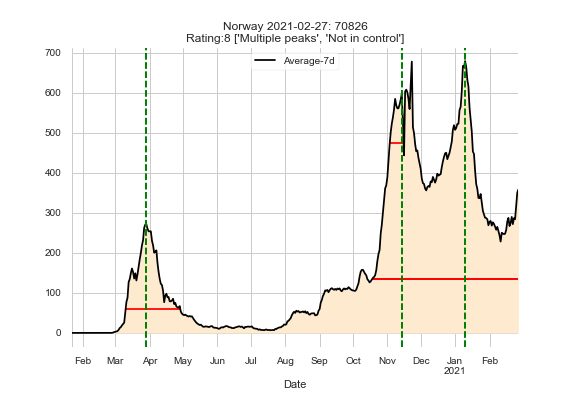 Norway 2021-02-27: 70826
Rating:8 ['Multiple peaks', 'Not in control']
Average-7d
700
600
500
400
300
200
100
0
Feb Mar Apr May Jun Jul Aug Sep Oct Nov Dec Jan Feb
2021
Date